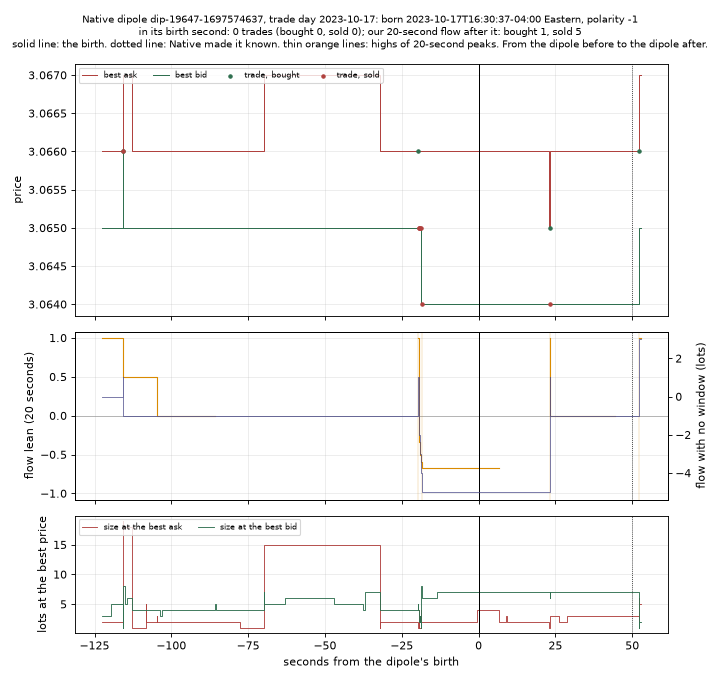 Native dipole dip-19647-1697574637, trade day 2023-10-17: born 2023-10-17T16:30:37-04:00 Eastern, polarity -1
in its birth second: 0 trades (bought 0, sold 0); our 20-second flow after it: bought 1, sold 5
solid line: the birth. dotted line: Native made it known. thin orange lines: highs of 20-second peaks. From the dipole before to the dipole after.
best ask
best bid
trade, bought
trade, sold
3.0670
3.0665
3.0660
3.0655
3.0650
3.0645
3.0640
price
1.0
0.5
0.0
−0.5
−1.0
flow lean (20 seconds)
2
0
−2
−4
flow with no window (lots)
size at the best ask
size at the best bid
15
10
5
lots at the best price
−125
−100
−75
−50
−25
0
25
50
seconds from the dipole's birth